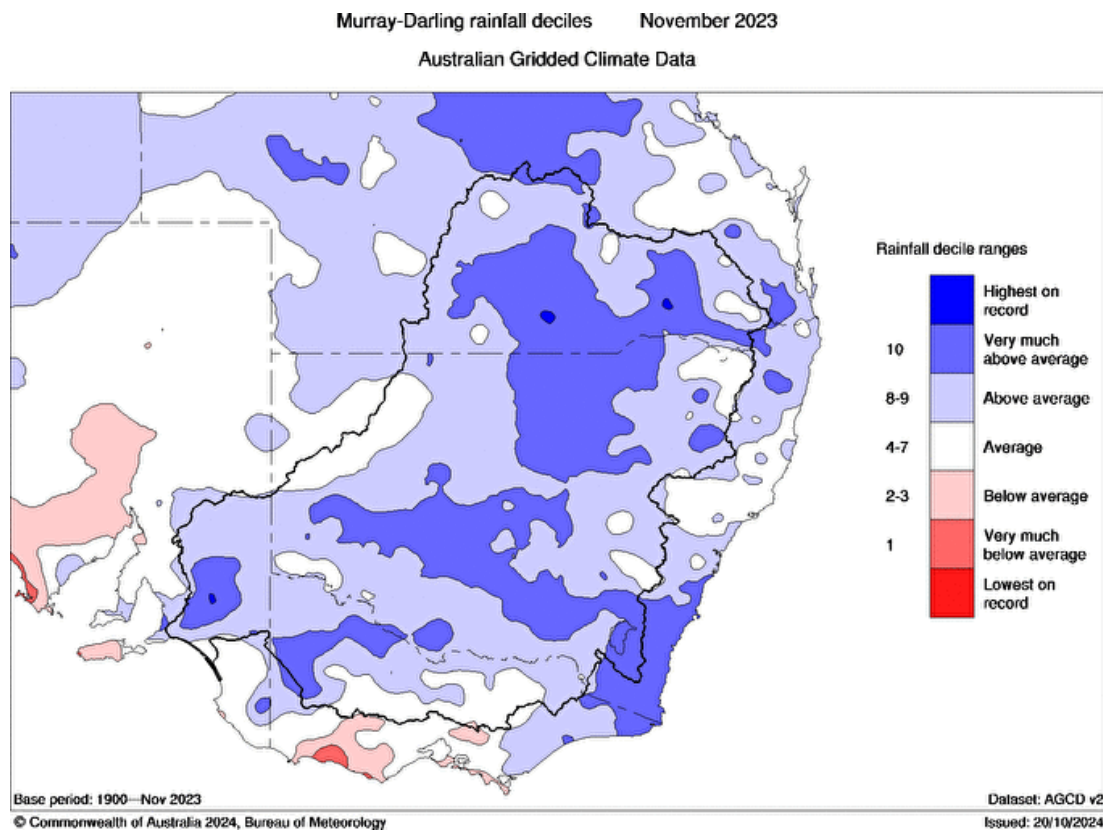 Murray-Darling rainfall deciles November 2023
Australian Gridded Climate Data
Rainfall decile ranges
Highest on
record
10 Very much
above average
8-9 Above average
4-7 Average
2-3 Below average
1 Very much
below average
Lowest on
record
Base period: 1900—Nov 2023
Dataset: AGCD v2
© Commonwealth of Australia 2024, Bureau of Meteorology
Issued: 20/10/2024